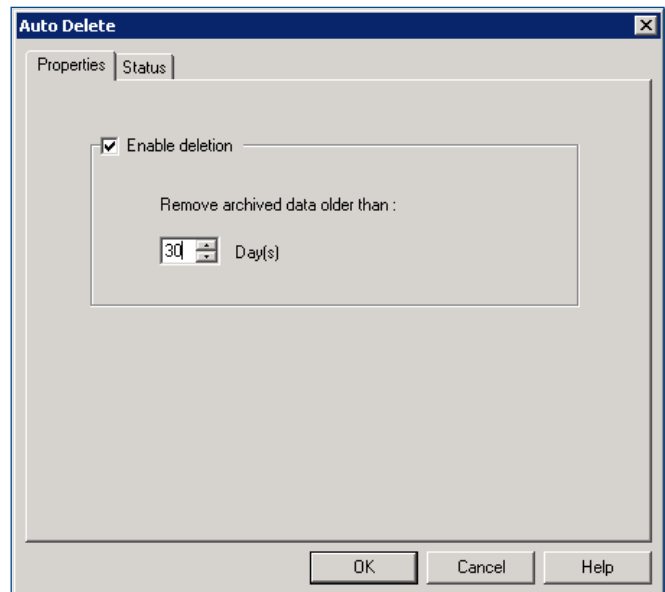 Auto Delete
Properties Status
Enable deletion
Remove archived data older than :
30 Day(s)
OK Cancel Help